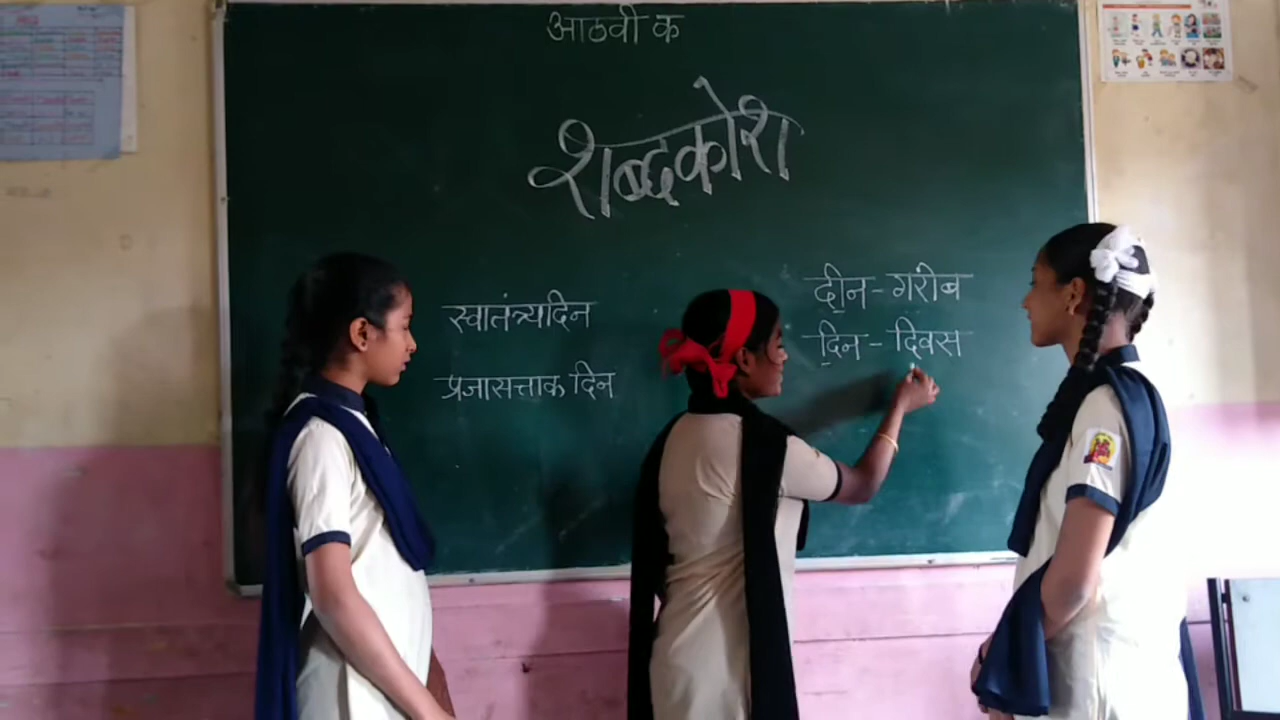 आठवी क
शब्दकोश
स्वातंत्र्यदिन
प्रजासत्ताक दिन
दीन - गरीब
दिन - दिवस